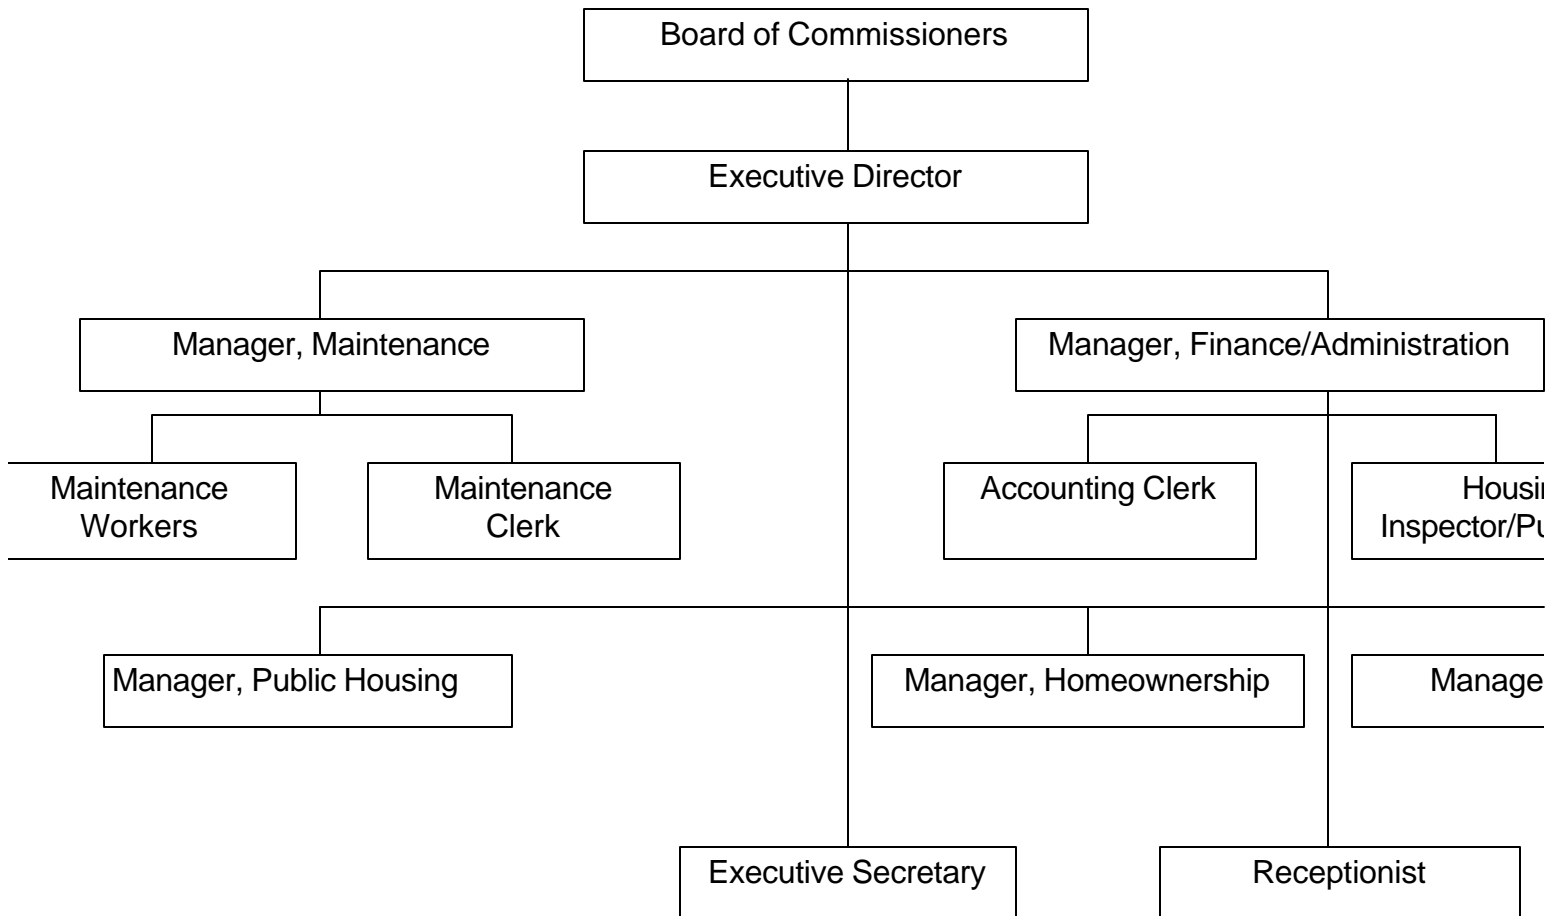 Board of Commissioners
Executive Director
Manager, Maintenance
Manager, Finance/Administration
Maintenance
Workers
Maintenance
Clerk
Accounting Clerk
Inspector/
Manager, Public Housing
Manager, Homeownership
Executive Secretary
Receptionist